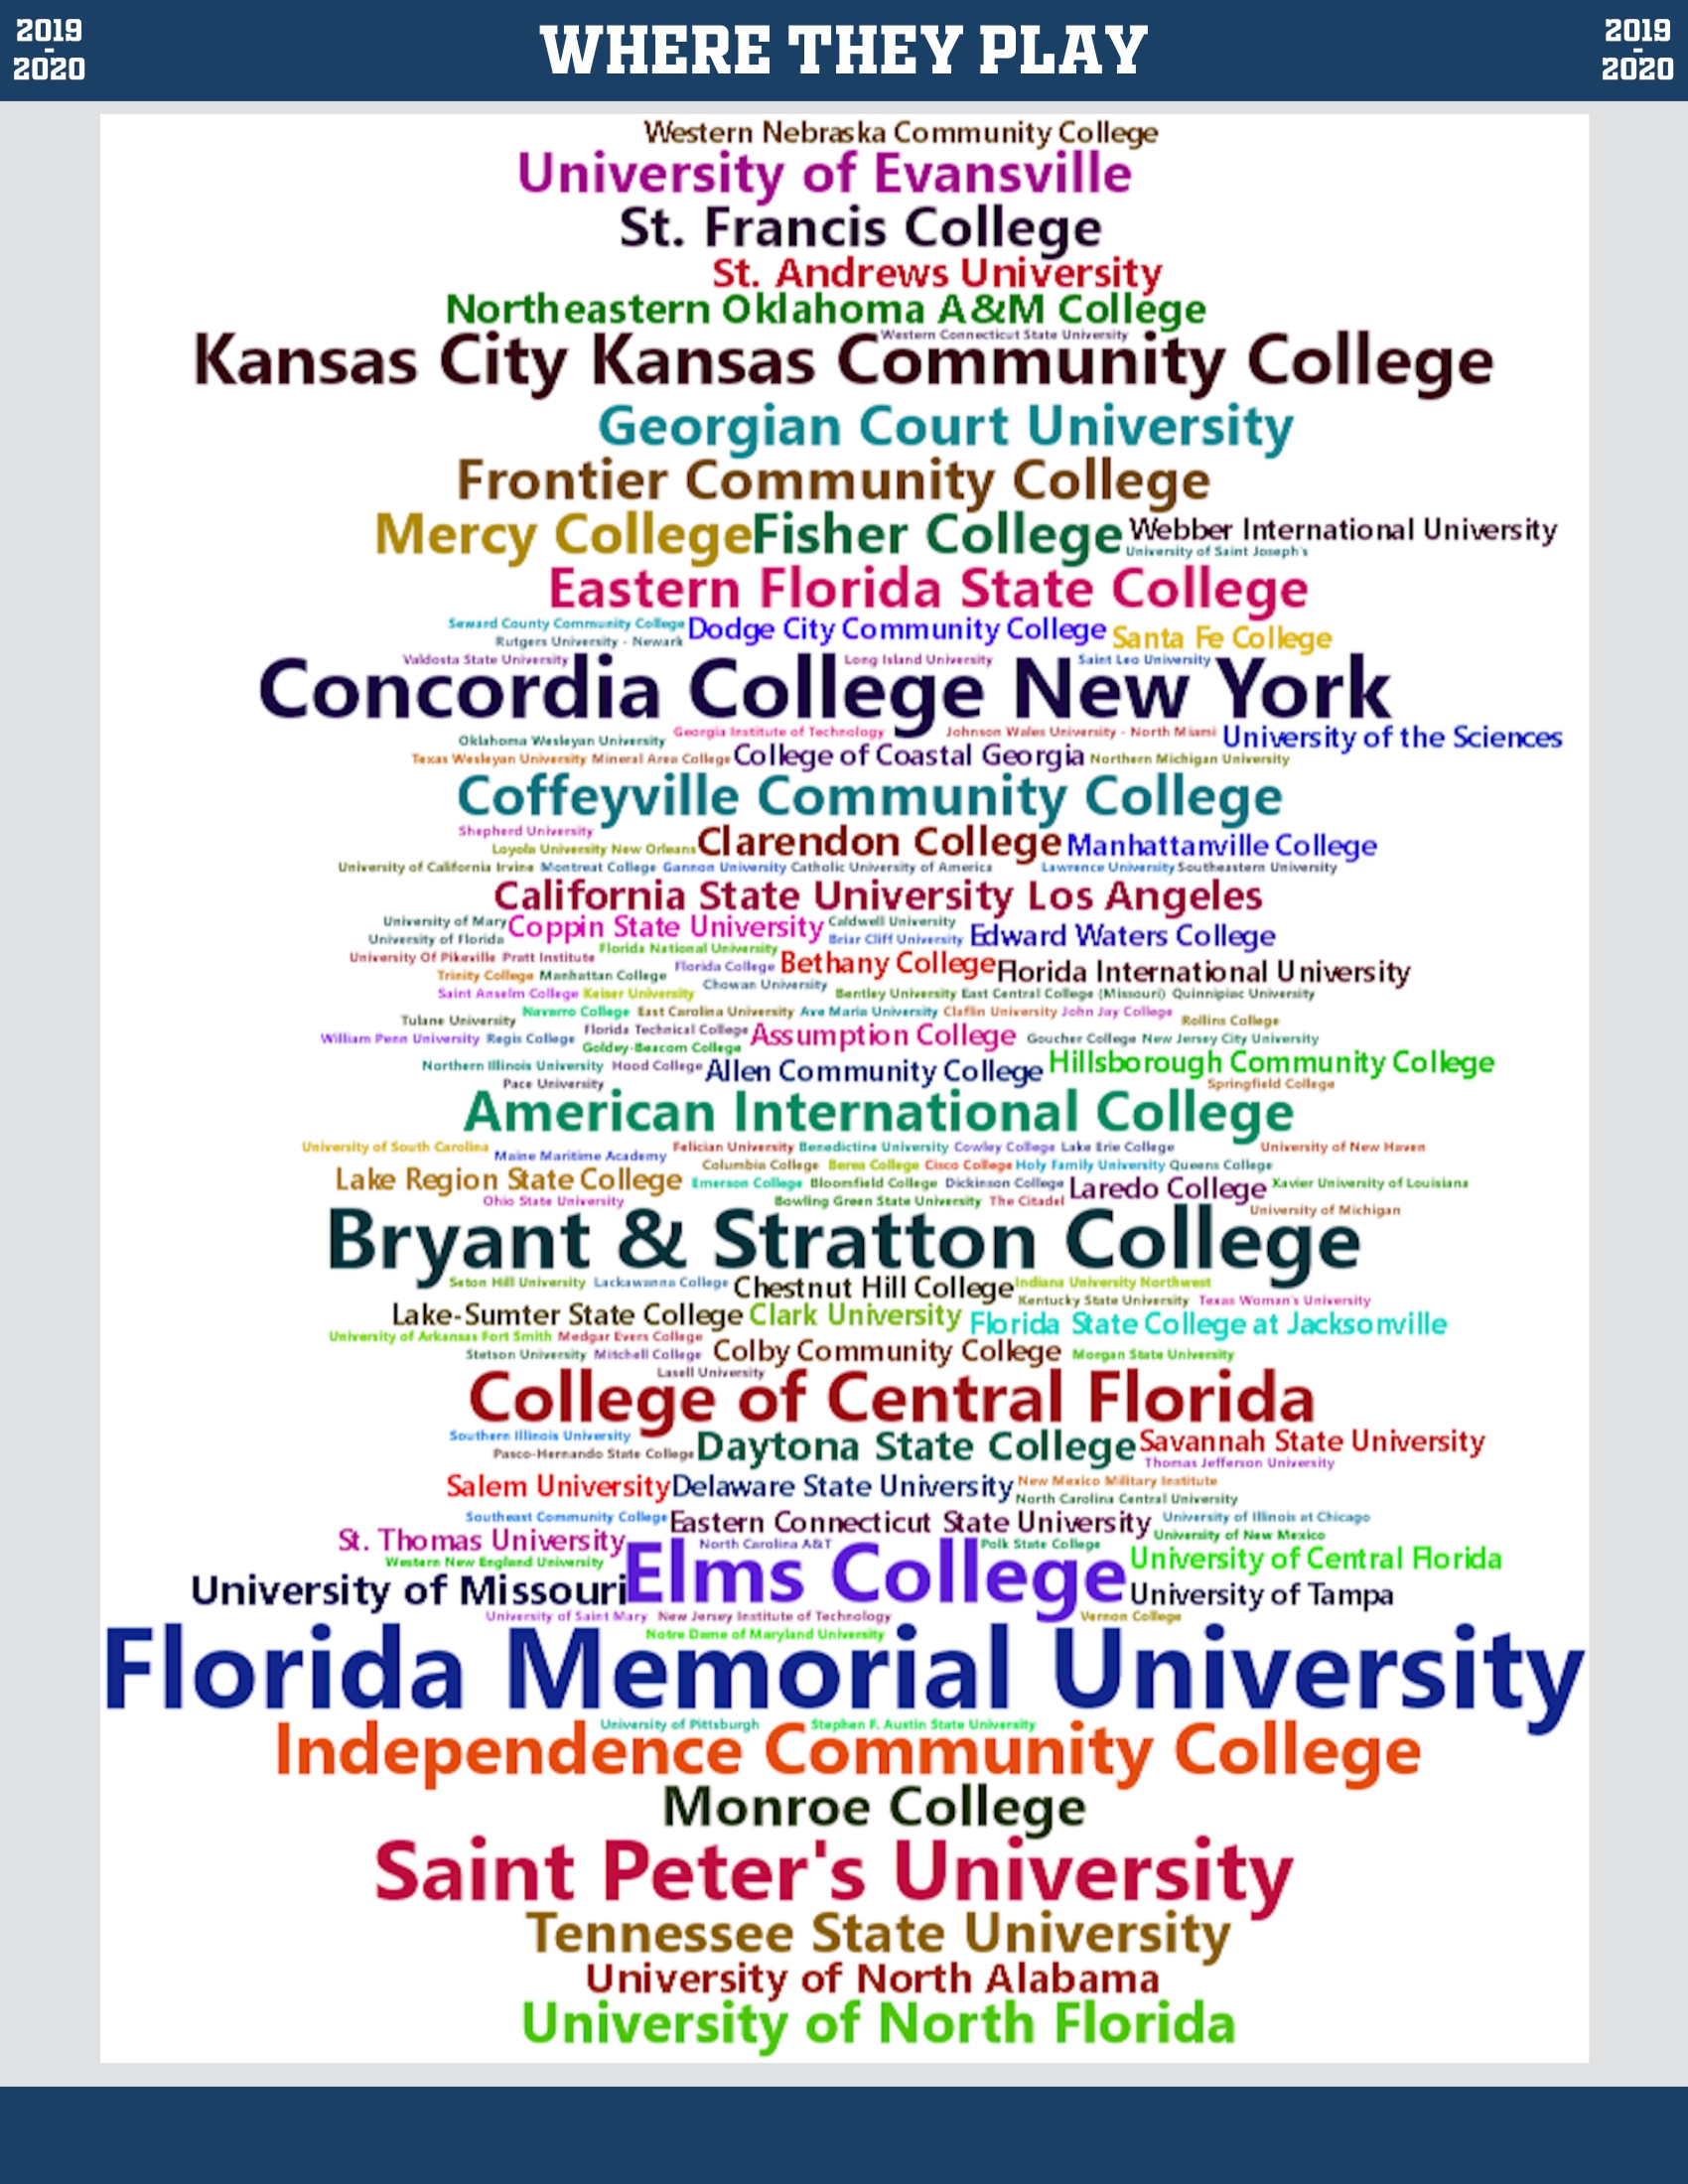 2019
-
2020
WHERE THEY PLAY
2019
-
2020
Western Nebraska Community College
University of Evansville
St. Francis College
St. Andrews University
Northeastern Oklahoma A&M College
Western Connecticut State University
Kansas City Kansas Community College
Georgian Court University
Frontier Community College
Mercy College Fisher College Webber International University
University of Saint Joseph's
Eastern Florida State College
Seward County Community College Dodge City Community College Santa Fe College
Rutgers University - Newark
Valdosta State University Long Island University Saint Leo University
Concordia College New York
Georgia Institute of Technology Johnson Wales University - North Miami University of the Sciences
Oklahoma Wesleyan University
Texas Wesleyan University Mineral Area College College of Coastal Georgia Northern Michigan University
Coffeyville Community College
Shepherd University
Loyola University New Orleans Clarendon College Manhattanville College
University of California Irvine Montreat College Gannon University Catholic University of America Lawrence University Southeastern University
California State University Los Angeles
University of Mary Coppin State University Caldwell University
University of Florida Briar Cliff University Edward Waters College
Florida National University
University Of Pikeville Pratt Institute Florida College Bethany College Florida International University
Trinity College Manhattan College
Chowan University
Saint Anselm College Keiser University Bentley University East Central College (Missouri) Quinnipiac University
Navarro College East Carolina University Ave Maria University Claflin University John Jay College
Tulane University Rollins College
Florida Technical College Assumption College
William Penn University Regis College Goucher College New Jersey City University
Goldey-Beacom College
Northern Illinois University Hood College Allen Community College Hillsborough Community College
Pace University Springfield College
American International College
University of South Carolina Felician University Benedictine University Cowley College Lake Erie College University of New Haven
Maine Maritime Academy
Columbia College Berea College Cisco College Holy Family University Queens College
Lake Region State College Emerson College Bloomfield College Dickinson College Laredo College Xavier University of Louisiana
Ohio State University Bowling Green State University The Citadel
University of Michigan
Bryant & Stratton College
Seton Hill University Lackawanna College Chestnut Hill College Indiana University Northwest
Kentucky State University Texas Woman's University
Lake-Sumter State College Clark University Florida State College at Jacksonville
University of Arkansas Fort Smith Medgar Evers College
Stetson University Mitchell College Colby Community College Morgan State University
Lasell University
College of Central Florida
Southern Illinois University
Pasco-Hernando State College Daytona State College Savannah State University
Thomas Jefferson University
Salem University Delaware State University New Mexico Military Institute
North Carolina Central University
Southeast Community College Eastern Connecticut State University University of Illinois at Chicago
St. Thomas University University of New Mexico
North Carolina A&T Polk State College
Western New England University Elms College University of Central Florida
University of Missouri University of Tampa
University of Saint Mary New Jersey Institute of Technology Vernon College
Notre Dame of Maryland University
Florida Memorial University
University of Pittsburgh Stephen F. Austin State University
Independence Community College
Monroe College
Saint Peter's University
Tennessee State University
University of North Alabama
University of North Florida